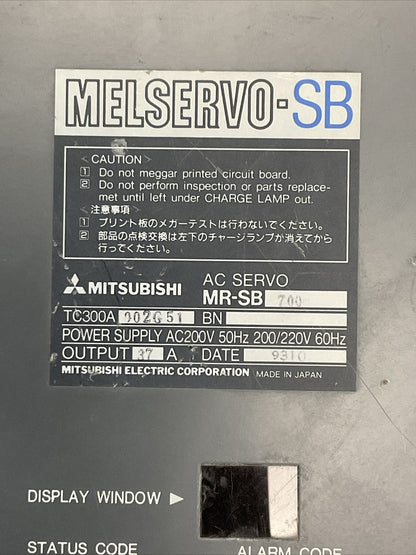 MELSERVO-SB
〈CAUTION〉
1 Do not meggar printed circuit board.
2 Do not perform inspection or parts replace-
met until left under CHARGE LAMP out.
〈注意事項〉
1 プリント板のメガーテストは行わないでください。
2 部品の点検交換は左下のチャージランプが消えてから
行ってください。
MITSUBISHI
AC SERVO
MR-SB 700
TC300A 002G51 BN
POWER SUPPLY AC200V 50Hz 200/220V 60Hz
OUTPUT 37 A DATE 9310
MITSUBISHI ELECTRIC CORPORATION MADE IN JAPAN
DISPLAY WINDOW ▶
STATUS CODE ALARM CODE